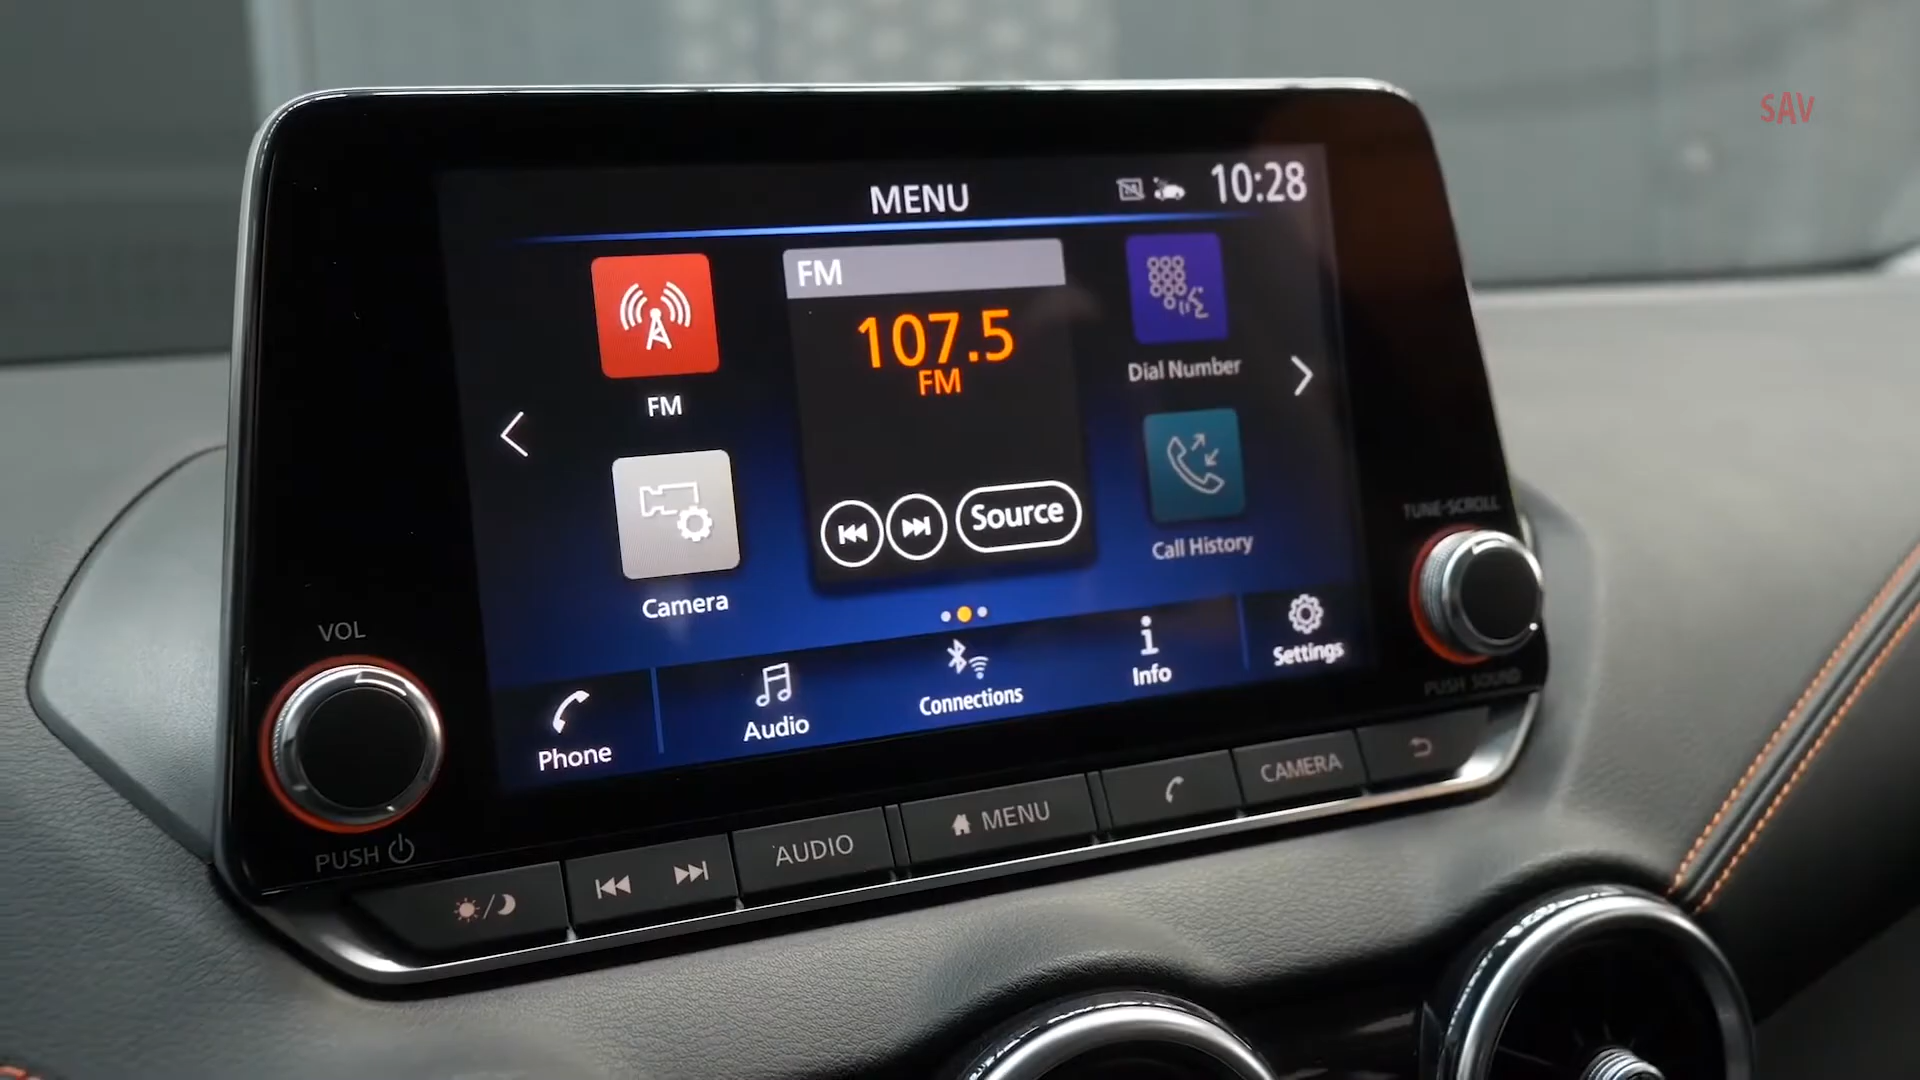 SAV
MENU
10:28
FM
FM
107.5
FM
Dial Number
Camera
Source
Call History
Phone
Audio
Connections
Info
Settings
VOL
PUSH
TUNE·SCROLL
PUSH SOUND
AUDIO
MENU
CAMERA